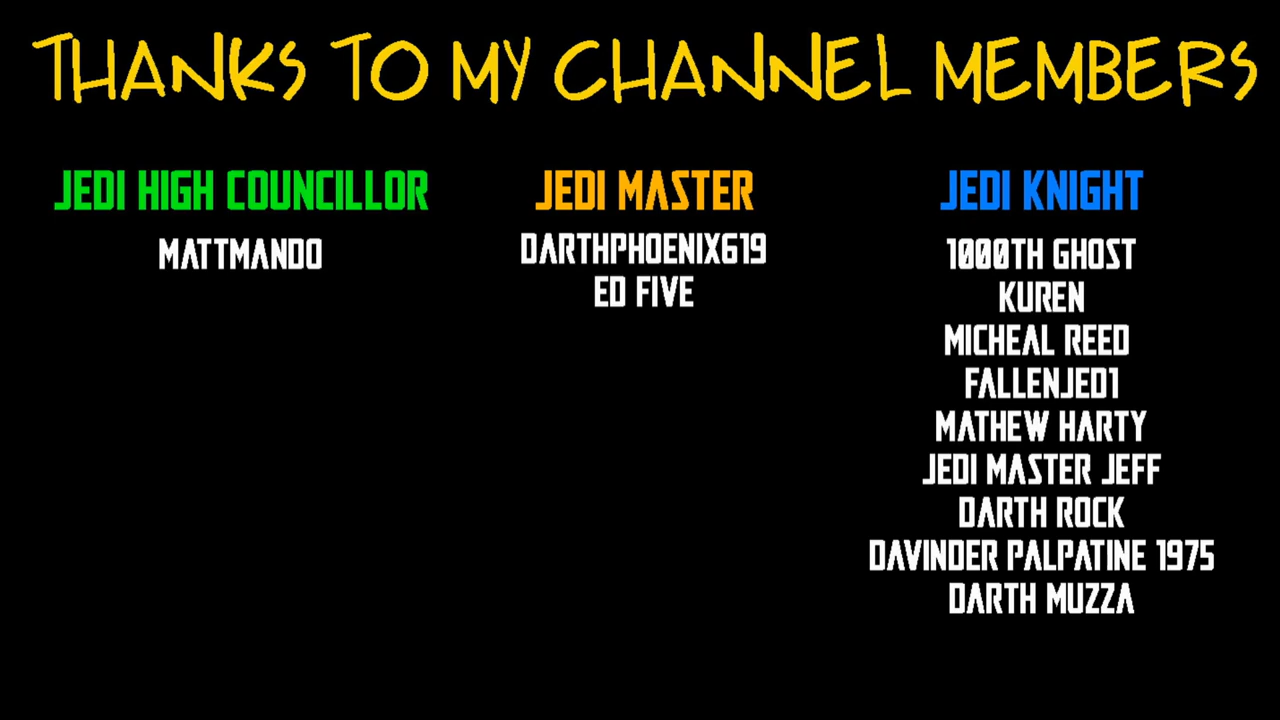 THANKS TO MY CHANNEL MEMBERS
JEDI HIGH COUNCILLOR
MATTMANDO
JEDI MASTER
DARTHPHOENIX619
ED FIVE
JEDI KNIGHT
1000TH GHOST
KUREN
MICHEAL REED
FALLENJED1
MATHEW HARTY
JEDI MASTER JEFF
DARTH ROCK
DAVINDER PALPATINE 1975
DARTH MUZZA